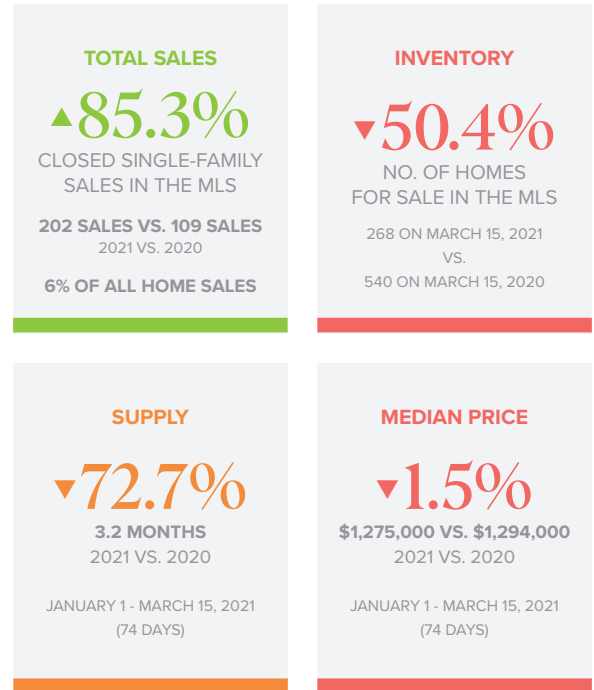 TOTAL SALES
▲85.3%
CLOSED SINGLE-FAMILY
SALES IN THE MLS
202 SALES VS. 109 SALES
2021 VS. 2020
6% OF ALL HOME SALES
INVENTORY
▼50.4%
NO. OF HOMES
FOR SALE IN THE MLS
268 ON MARCH 15, 2021
VS.
540 ON MARCH 15, 2020
SUPPLY
▼72.7%
3.2 MONTHS
2021 VS. 2020
JANUARY 1 - MARCH 15, 2021
(74 DAYS)
MEDIAN PRICE
▼1.5%
$1,275,000 VS. $1,294,000
2021 VS. 2020
JANUARY 1 - MARCH 15, 2021
(74 DAYS)